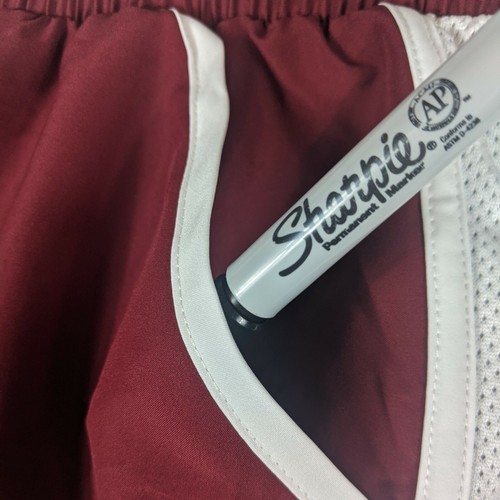 Sharpie®
Permanent Marker
AP
Conforms to
ASTM D-4236